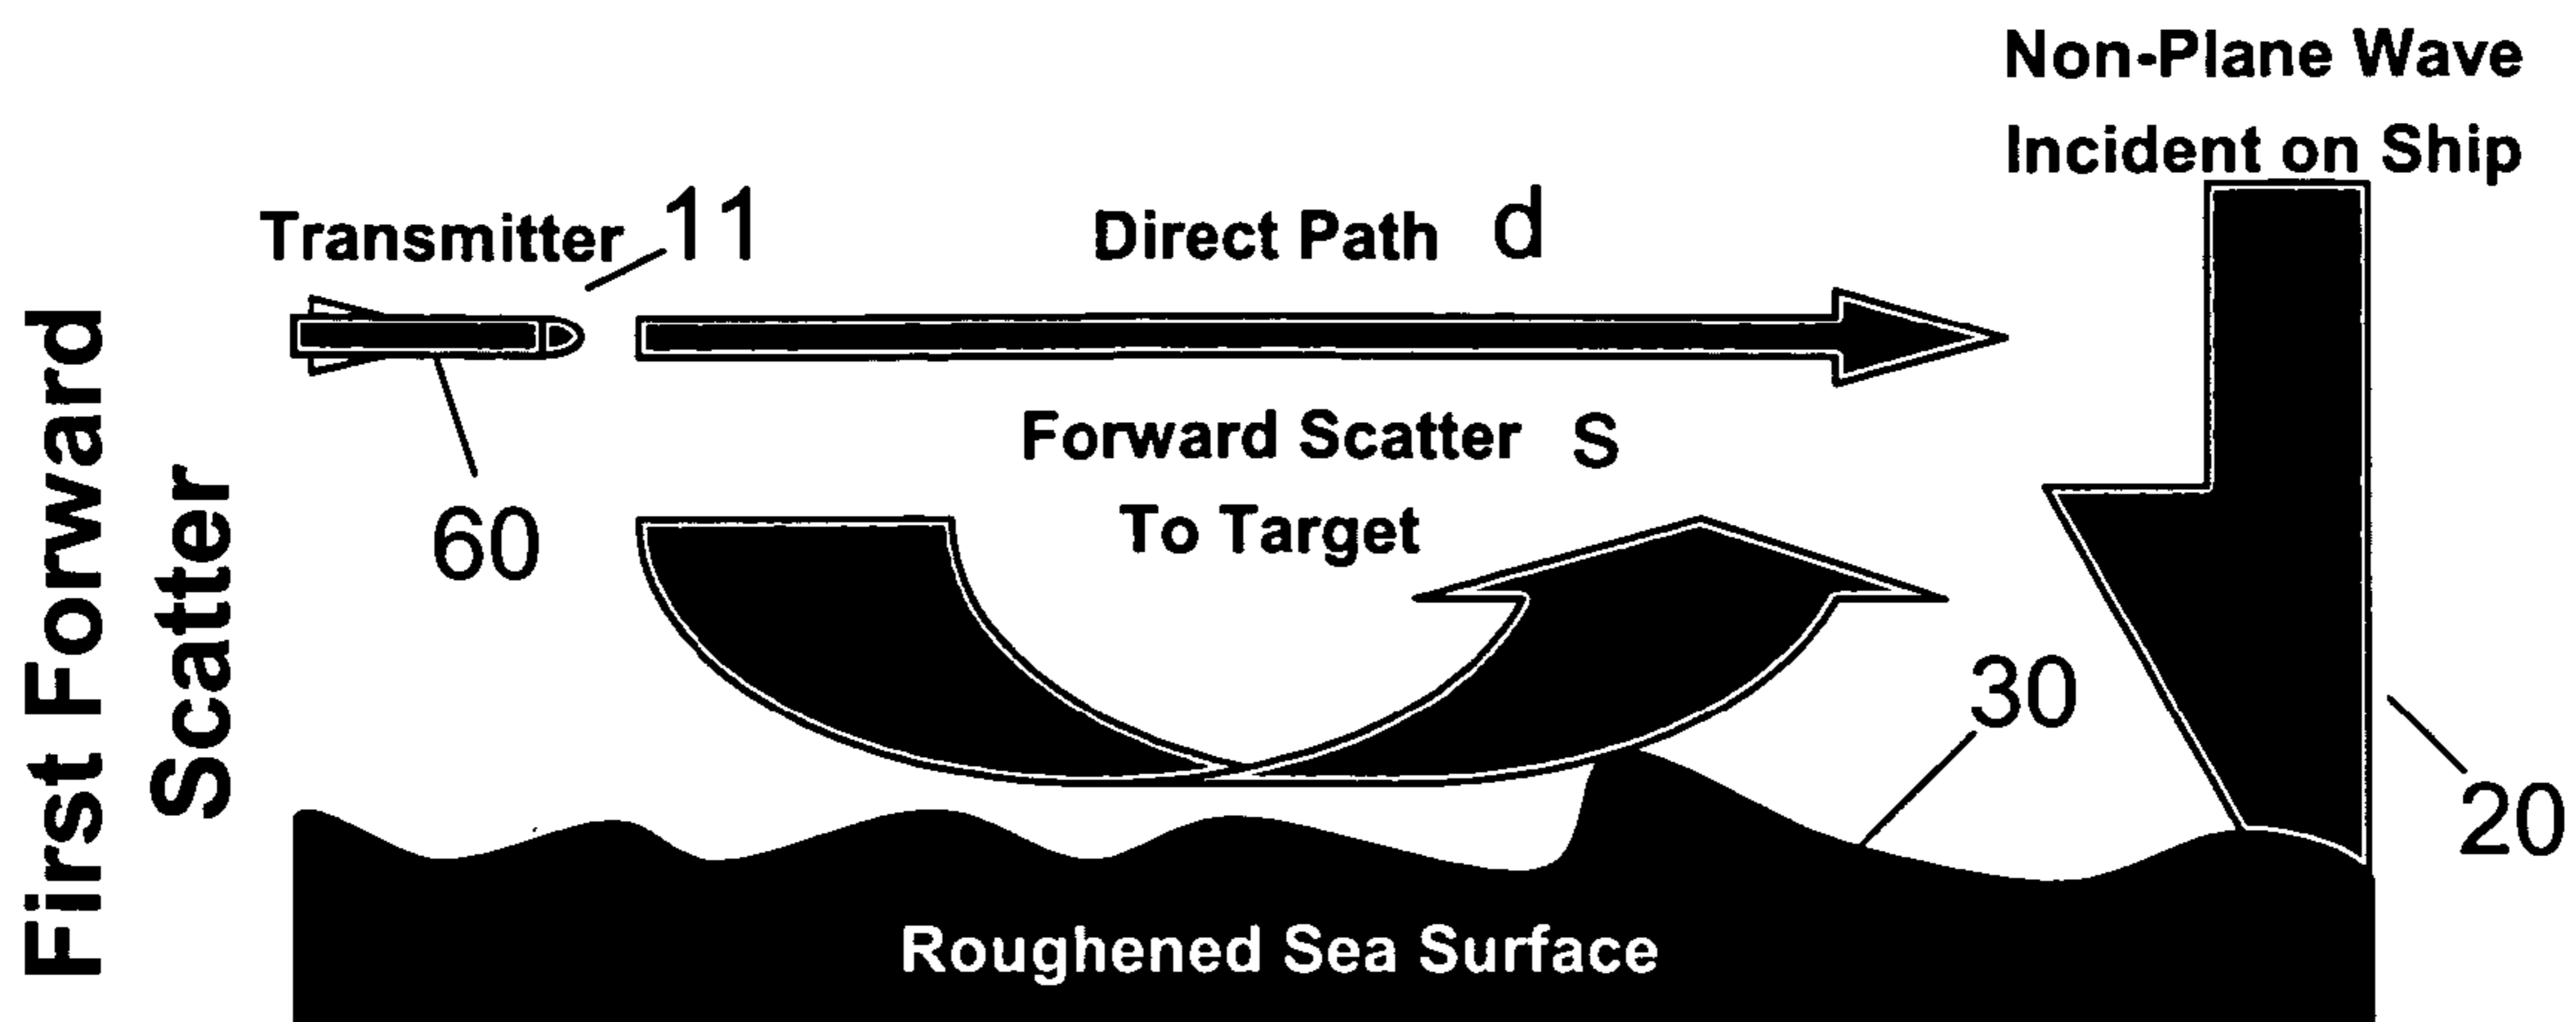 Non-Plane Wave
Incident on Ship
Transmitter 11
Direct Path d
Forward Scatter s
To Target
60
30
20
First Forward
Scatter
Roughened Sea Surface